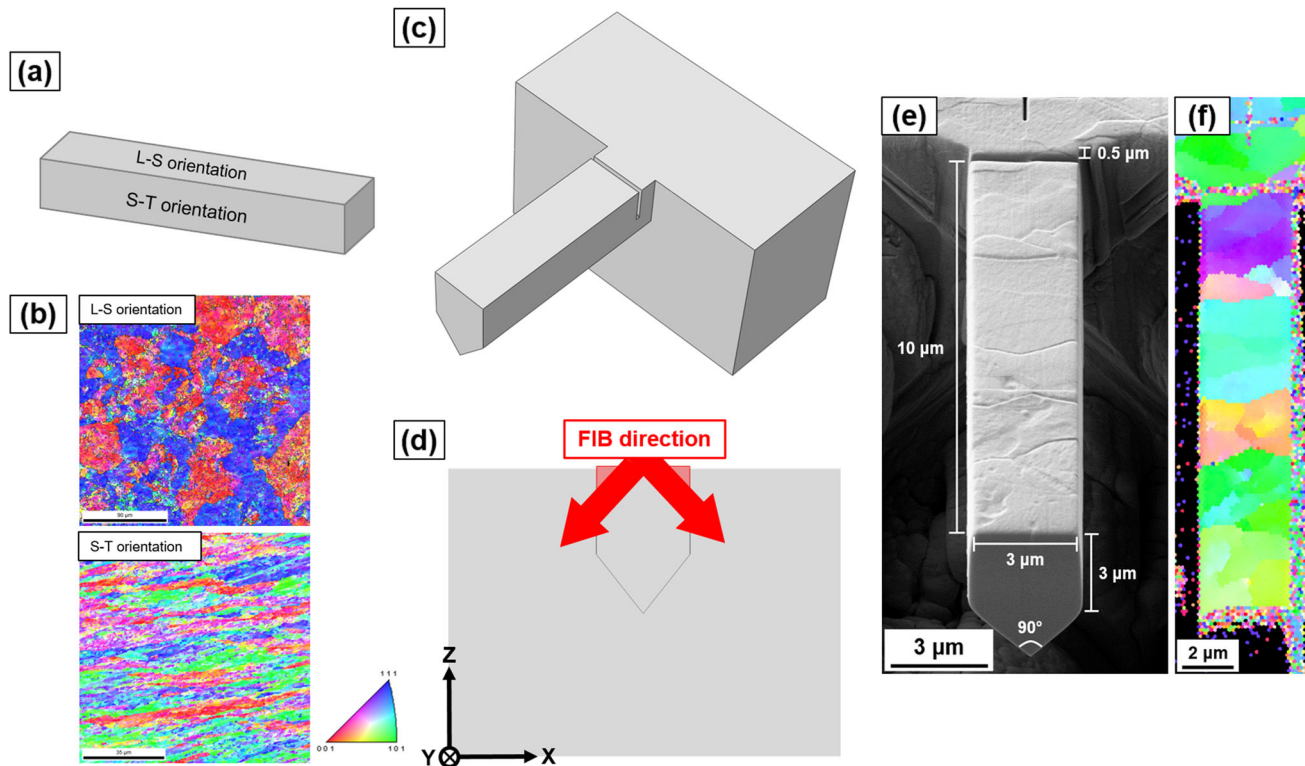 (a)
L-S orientation
S-T orientation
(b)
L-S orientation
90 µm
S-T orientation
35 µm
1 1 1
0 0 1
1 0 1
(c)
(d)
FIB direction
Z
Y
X
(e)
0.5 µm
10 µm
3 µm
3 µm
90°
3 µm
(f)
2 µm